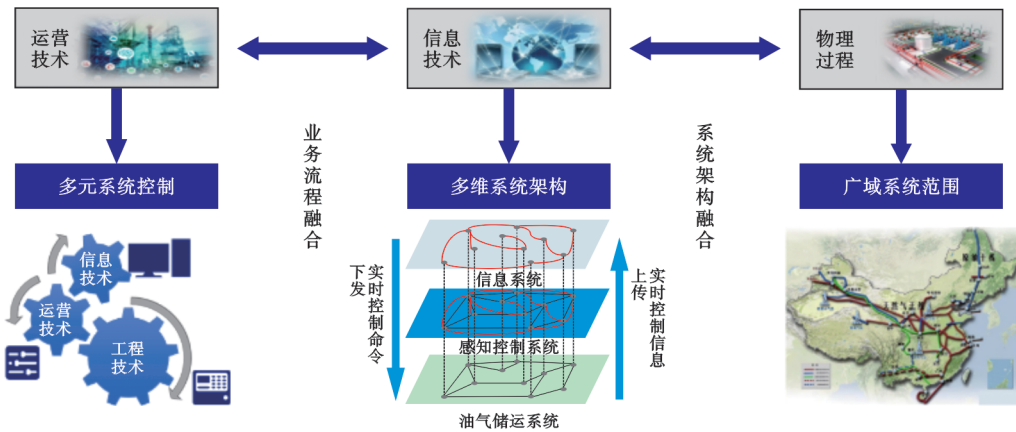 运营
技术
信息
技术
物理
过程
业务流程融合
系统架构融合
多元系统控制
多维系统架构
广域系统范围
信息
技术
运营
技术
工程
技术
实时控制命令
下发
信息系统
感知控制系统
油气储运系统
实时控制信息
上传